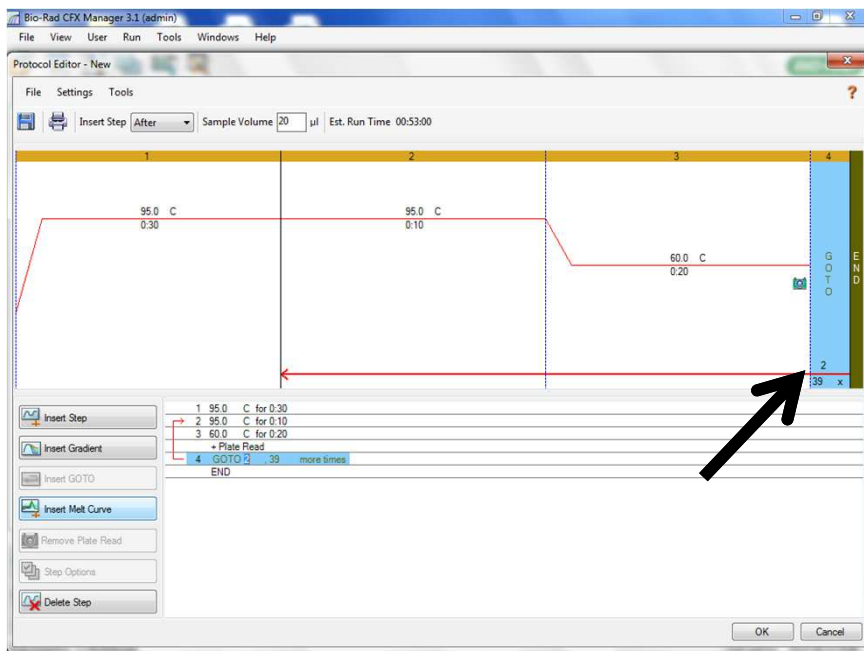 Bio-Rad CFX Manager 3.1 (admin)
File View User Run Tools Windows Help
Protocol Editor - New
File Settings Tools ?
Insert Step After Sample Volume 20 µl Est. Run Time 00:53:00
1 2 3 4
95.0 C
0:30
95.0 C
0:10
60.0 C
0:20
GOTO
END
2
39 x
Insert Step
Insert Gradient
Insert GOTO
Insert Melt Curve
Remove Plate Read
Step Options
Delete Step
1 95.0 C for 0:30
2 95.0 C for 0:10
3 60.0 C for 0:20
+ Plate Read
4 GOTO 2 , 39 more times
END
OK Cancel